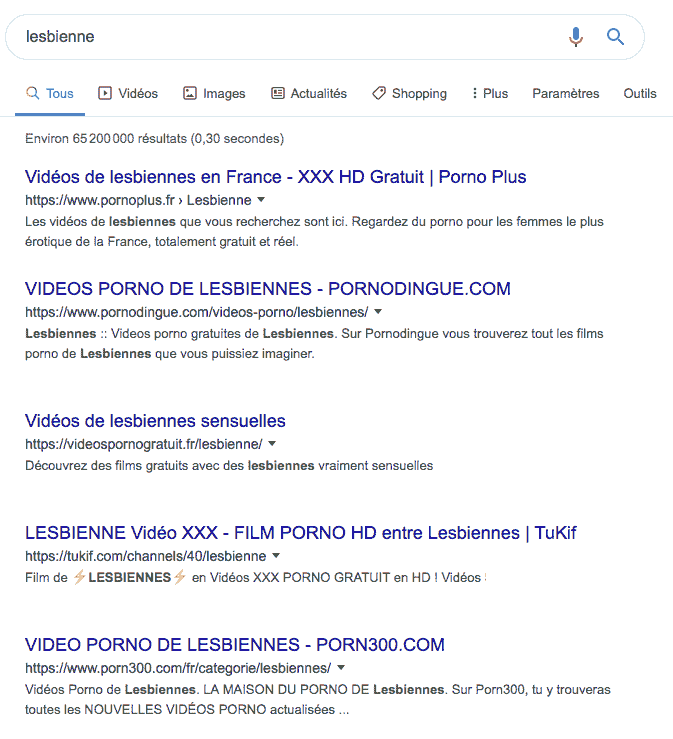 lesbienne
Tous Vidéos Images Actualités Shopping Plus Paramètres Outils
Environ 65 200 000 résultats (0,30 secondes)
Vidéos de lesbiennes en France - XXX HD Gratuit | Porno Plus
https://www.pornoplus.fr › Lesbienne
Les vidéos de lesbiennes que vous recherchez sont ici. Regardez du porno pour les femmes le plus
érotique de la France, totalement gratuit et réel.
VIDEOS PORNO DE LESBIENNES - PORNODINGUE.COM
https://www.pornodingue.com/videos-porno/lesbiennes/
Lesbiennes :: Videos porno gratuites de Lesbiennes. Sur Pornodingue vous trouverez tout les films
porno de Lesbiennes que vous puissiez imaginer.
Vidéos de lesbiennes sensuelles
https://videospornogratuit.fr/lesbienne/
Découvrez des films gratuits avec des lesbiennes vraiment sensuelles
LESBIENNE Vidéo XXX - FILM PORNO HD entre Lesbiennes | TuKif
https://tukif.com/channels/40/lesbienne
Film de ⚡LESBIENNES⚡ en Vidéos XXX PORNO GRATUIT en HD ! Vidéos
VIDEO PORNO DE LESBIENNES - PORN300.COM
https://www.porn300.com/fr/categorie/lesbiennes/
Vidéos Porno de Lesbiennes. LA MAISON DU PORNO DE Lesbiennes. Sur Porn300, tu y trouveras
toutes les NOUVELLES VIDÉOS PORNO actualisées ...